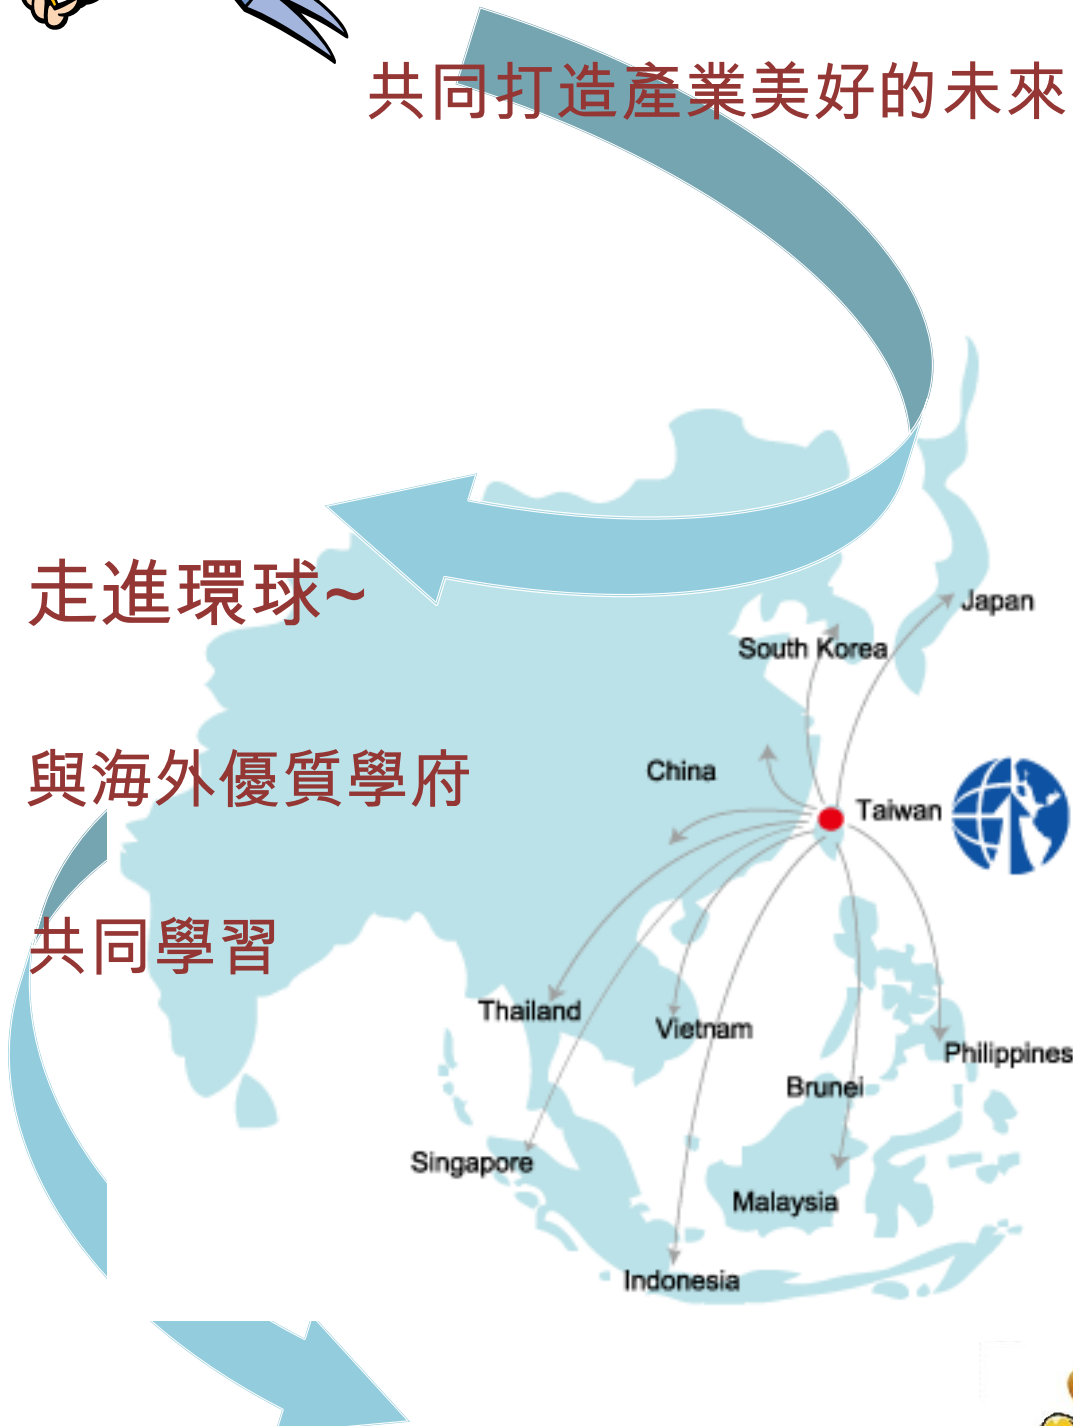 共同打造產業美好的未來
走進環球~
Japan
South Korea
與海外優質學府
China
Taiwan
共同學習
Thailand
Vietnam
Philippines
Brunei
Singapore
Malaysia
Indonesia